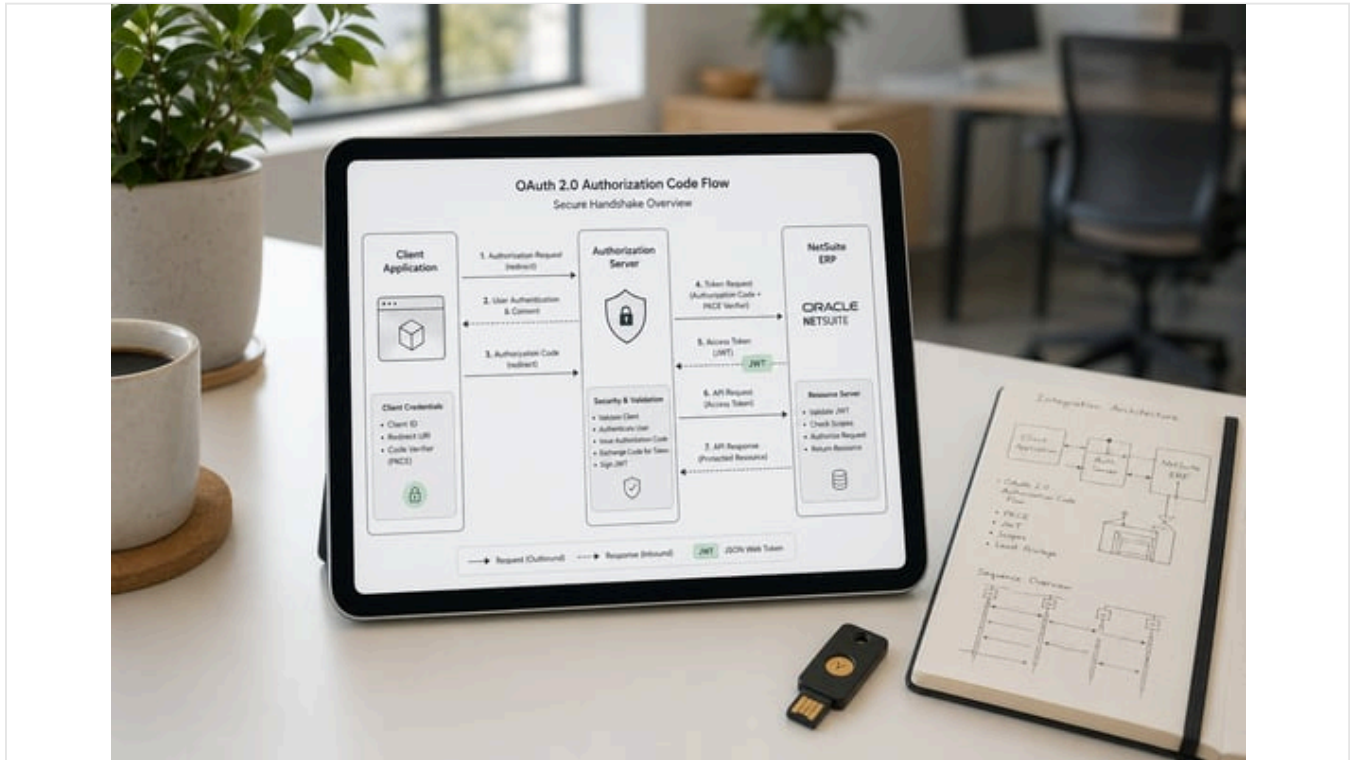 OAuth 2.0 Authorization Code Flow
Secure Handshake Overview
Client
Application
Client Credentials
• Client ID
• Redirect URI
• Code Verifier
(PKCE)
1. Authorization Request
(redirect)
2. User Authentication
& Consent
3. Authorization Code
(redirect)
Authorization
Server
Security & Validation
• Validate Client
• Authenticate User
• Issue Authorization Code
• Exchange Code for Token
• Sign JWT
4. Token Request
(Authorization Code +
PKCE Verifier)
5. Access Token
(JWT)
JWT
6. API Request
(Access Token)
7. API Response
(Protected Resource)
NetSuite
ERP
ORACLE
NETSUITE
Resource Server
• Validate JWT
• Check Scopes
• Authorize Request
• Return Resource
Request (Outbound)
Response (Inbound)
JWT
JSON Web Token
Integration Architecture
Client
Application
Auth
Server
NetSuite
ERP
OAuth 2.0
Authorization Code
Flow
• PKCE
• JWT
• Scopes
• Least Privilege
Sequence Overview
Y